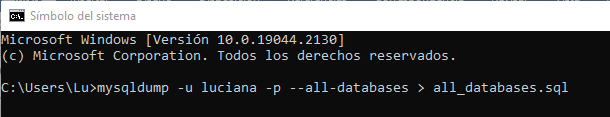 Símbolo del sistema
Microsoft Windows [Versión 10.0.19044.2130]
(c) Microsoft Corporation. Todos los derechos reservados.
C:\Users\Lu>mysqldump -u luciana -p --all-databases > all_databases.sql